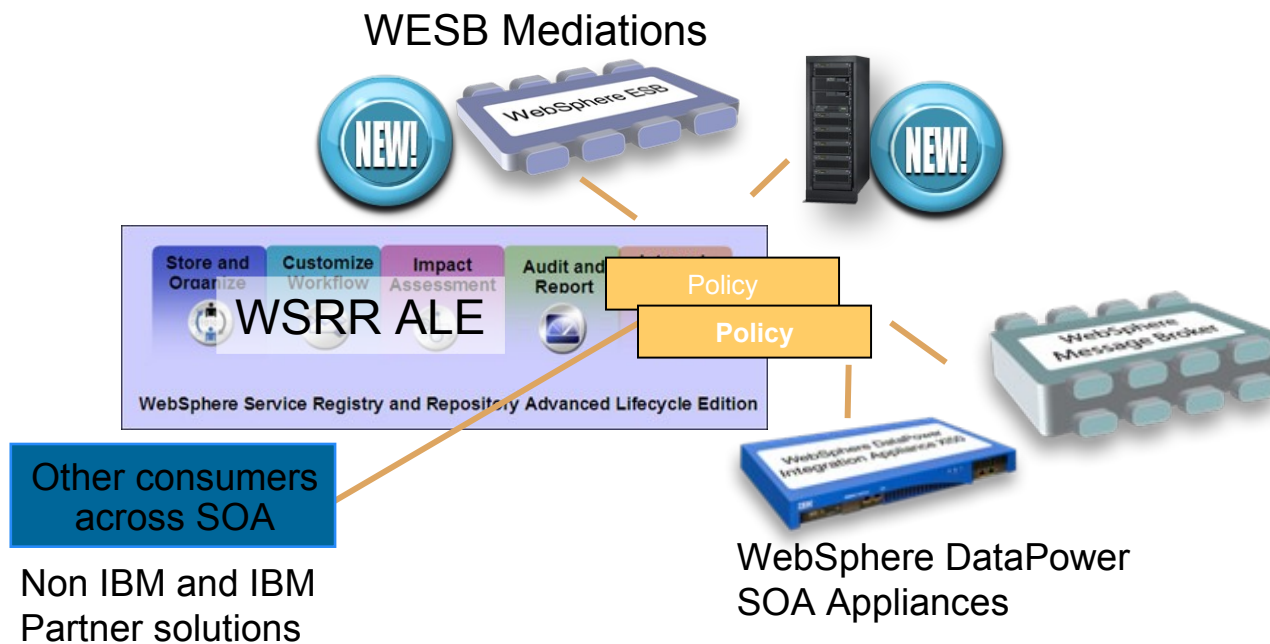 WESB Mediations
WebSphere ESB
NEW!
NEW!
Store and
Organize
Customize
Workflow
Impact
Assessment
Audit and
Report
Policy
Policy
WSRR ALE
WebSphere Service Registry and Repository Advanced Lifecycle Edition
WebSphere
Message Broker
WebSphere DataPower
Integration Appliance XI50
IBM
Other consumers
across SOA
Non IBM and IBM
Partner solutions
WebSphere DataPower
SOA Appliances